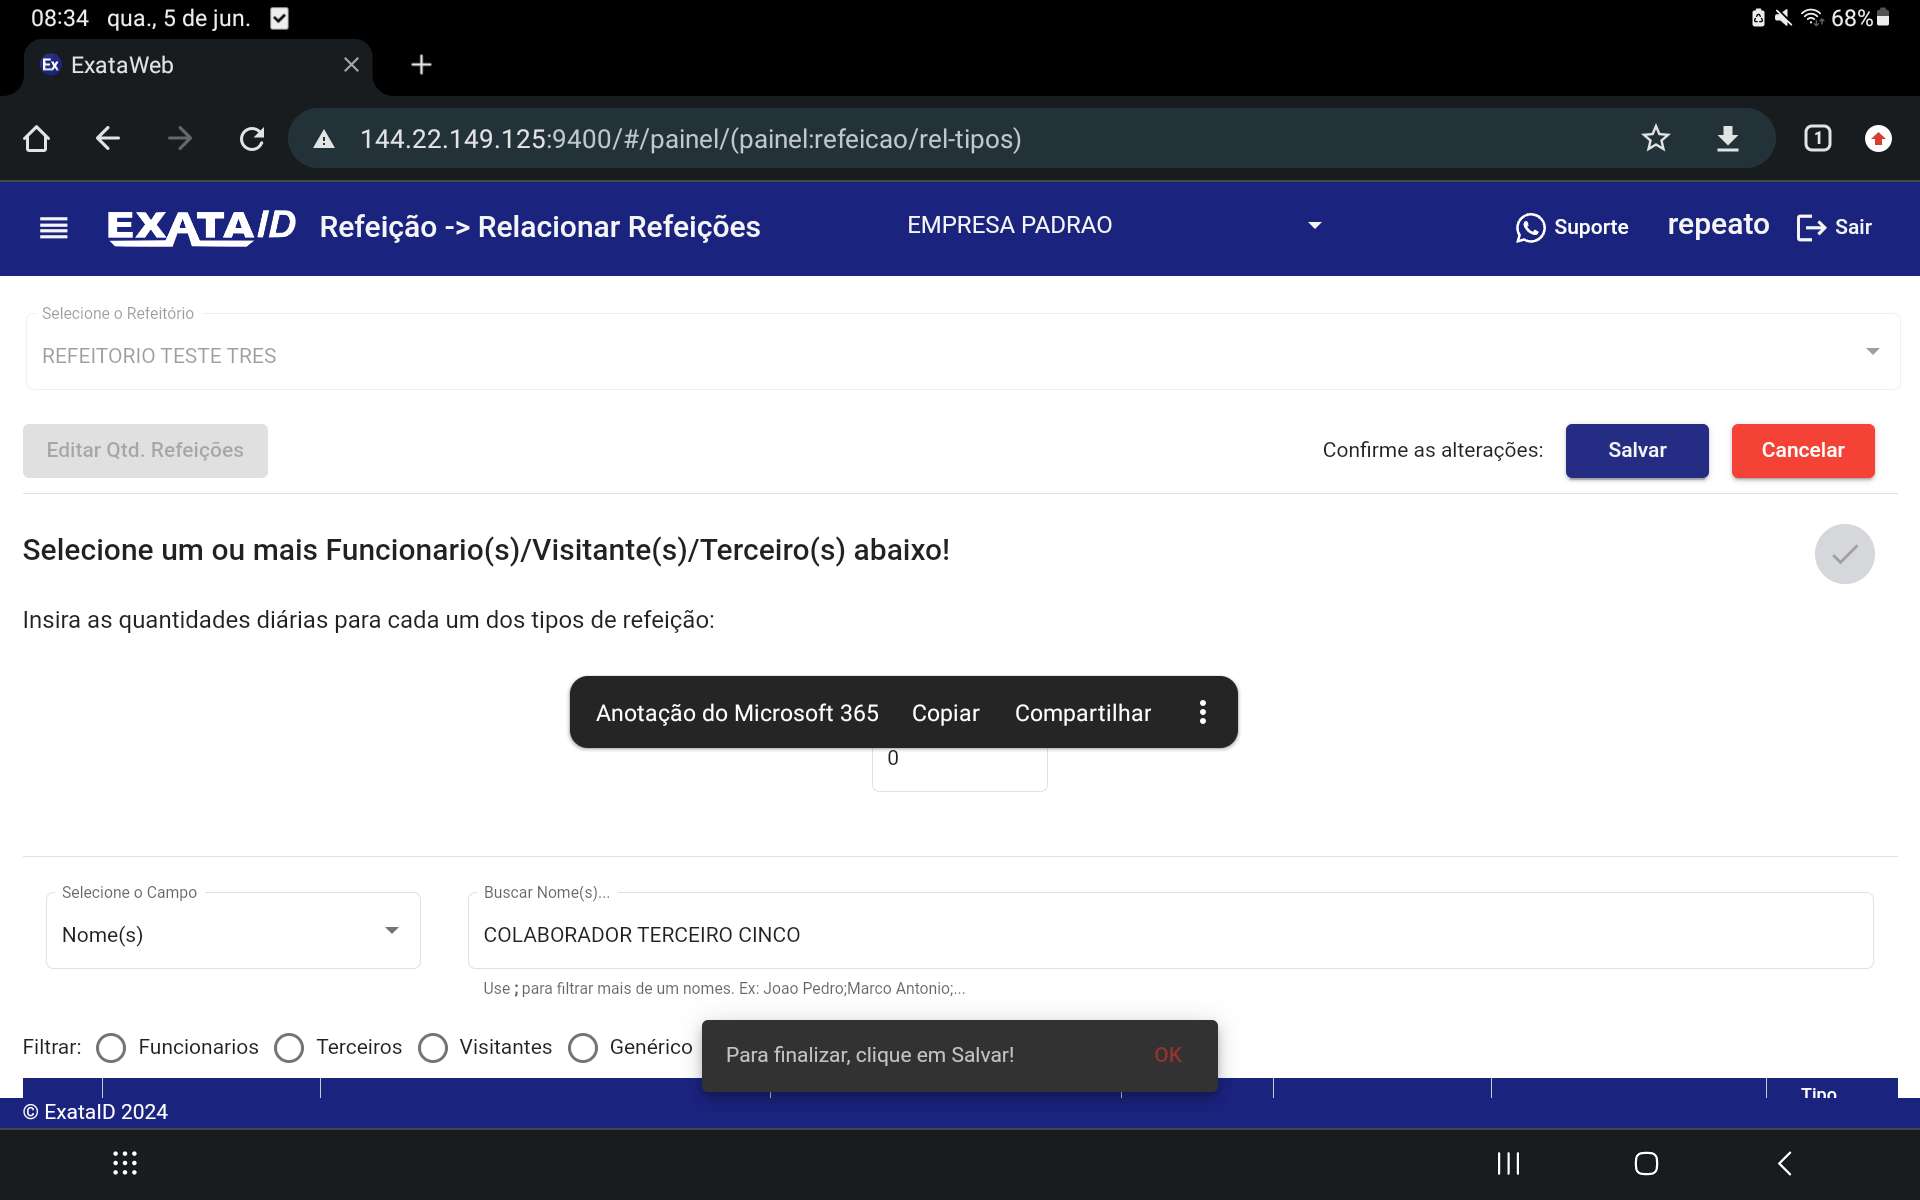 08:34 qua., 5 de jun.
68%
Ex ExataWeb
144.22.149.125:9400/#/painel/(painel:refeicao/rel-tipos)
1
EXATAID Refeição -> Relacionar Refeições EMPRESA PADRAO Suporte repeato Sair
Selecione o Refeitório
REFEITORIO TESTE TRES
Editar Qtd. Refeições Confirme as alterações: Salvar Cancelar
Selecione um ou mais Funcionario(s)/Visitante(s)/Terceiro(s) abaixo!
Insira as quantidades diárias para cada um dos tipos de refeição:
Anotação do Microsoft 365 Copiar Compartilhar
0
Selecione o Campo
Nome(s)
Buscar Nome(s)...
COLABORADOR TERCEIRO CINCO
Use ; para filtrar mais de um nomes. Ex: Joao Pedro;Marco Antonio;...
Filtrar: Funcionarios Terceiros Visitantes Genérico
Para finalizar, clique em Salvar! OK
Tipo
© ExataID 2024